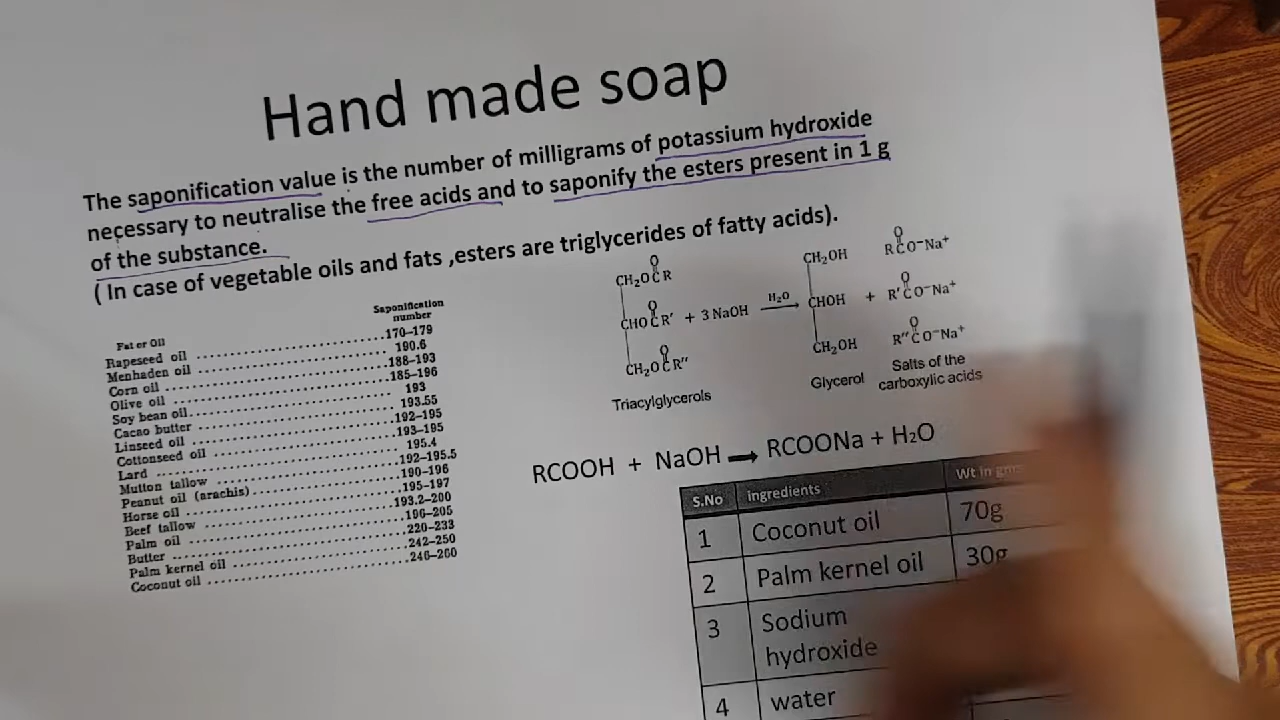 Hand made soap
The saponification value is the number of milligrams of potassium hydroxide
necessary to neutralise the free acids and to saponify the esters present in 1 g
of the substance.
( In case of vegetable oils and fats ,esters are triglycerides of fatty acids).
Fat or Oil Saponification number
Rapeseed oil 170–179
Menhaden oil 190.6
Corn oil 188–193
Olive oil 185–196
Soy bean oil 193
Cacao butter 193.55
Linseed oil 192–195
Cottonseed oil 193–195
Lard 195.4
Mutton tallow 192–195.5
Peanut oil (arachis) 190–196
Horse oil 195–197
Beef tallow 193.2–200
Palm oil 196–205
Butter 220–233
Palm kernel oil 242–250
Coconut oil 246–260
O O
CH₂OCR CH₂OH RCO⁻Na⁺
O O
CHOCR' + 3 NaOH H₂O ⟶ CHOH + R'CO⁻Na⁺
O O
CH₂OCR'' CH₂OH R''CO⁻Na⁺
Triacylglycerols Glycerol Salts of the
carboxylic acids
RCOOH + NaOH ➡ RCOONa + H₂O
S.No ingredients Wt in gms
1 Coconut oil 70g
2 Palm kernel oil 30g
3 Sodium
hydroxide
4 water